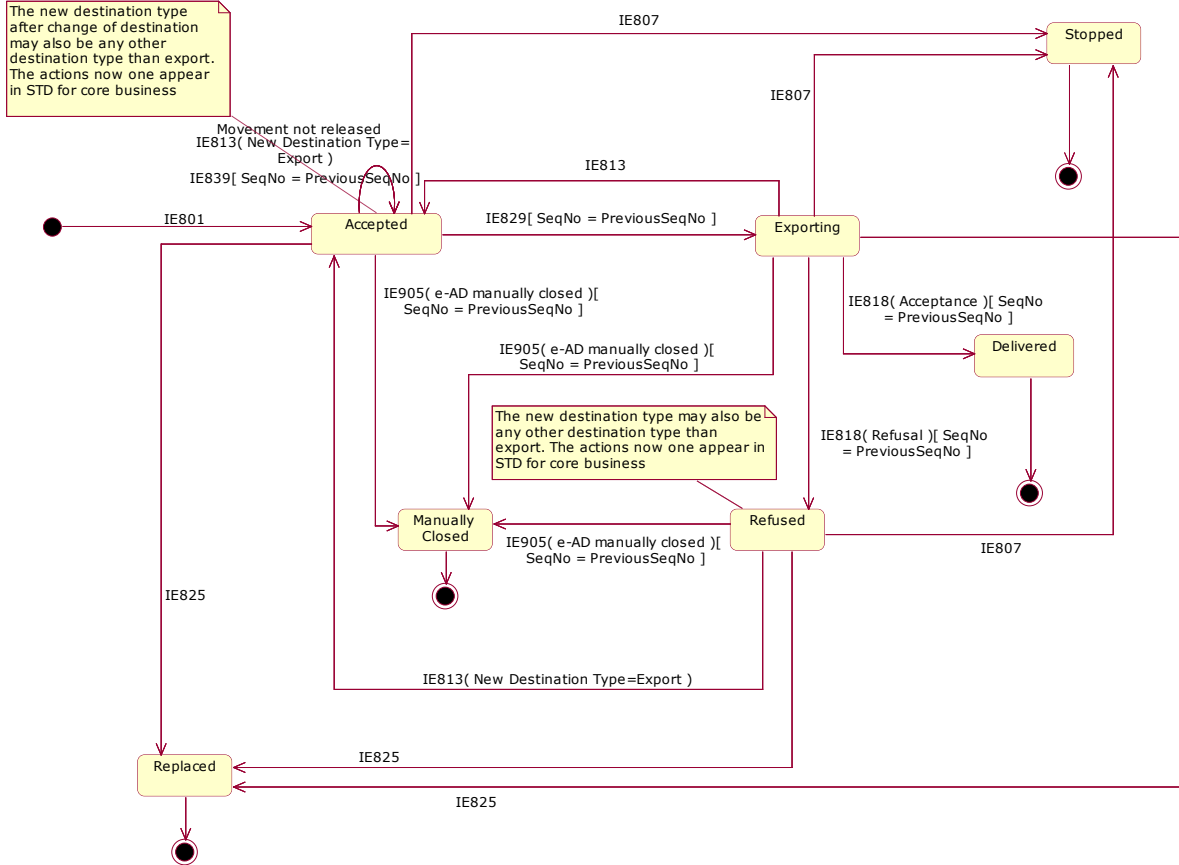 The new destination type
after change of destination
may also be any other
destination type than export.
The actions now one appear
in STD for core business
IE807
Stopped
IE807
Movement not released
IE813( New Destination Type=
Export )
IE839[ SeqNo = PreviousSeqNo ]
IE813
IE801
Accepted
IE829[ SeqNo = PreviousSeqNo ]
Exporting
IE905( e-AD manually closed )[
SeqNo = PreviousSeqNo ]
IE818( Acceptance )[ SeqNo
= PreviousSeqNo ]
Delivered
IE905( e-AD manually closed )[
SeqNo = PreviousSeqNo ]
The new destination type may also be
any other destination type than
export. The actions now one appear in
STD for core business
IE818( Refusal )[ SeqNo
= PreviousSeqNo ]
Manually
Closed
Refused
IE905( e-AD manually closed )[
SeqNo = PreviousSeqNo ]
IE807
IE825
IE813( New Destination Type=Export )
IE825
Replaced
IE825